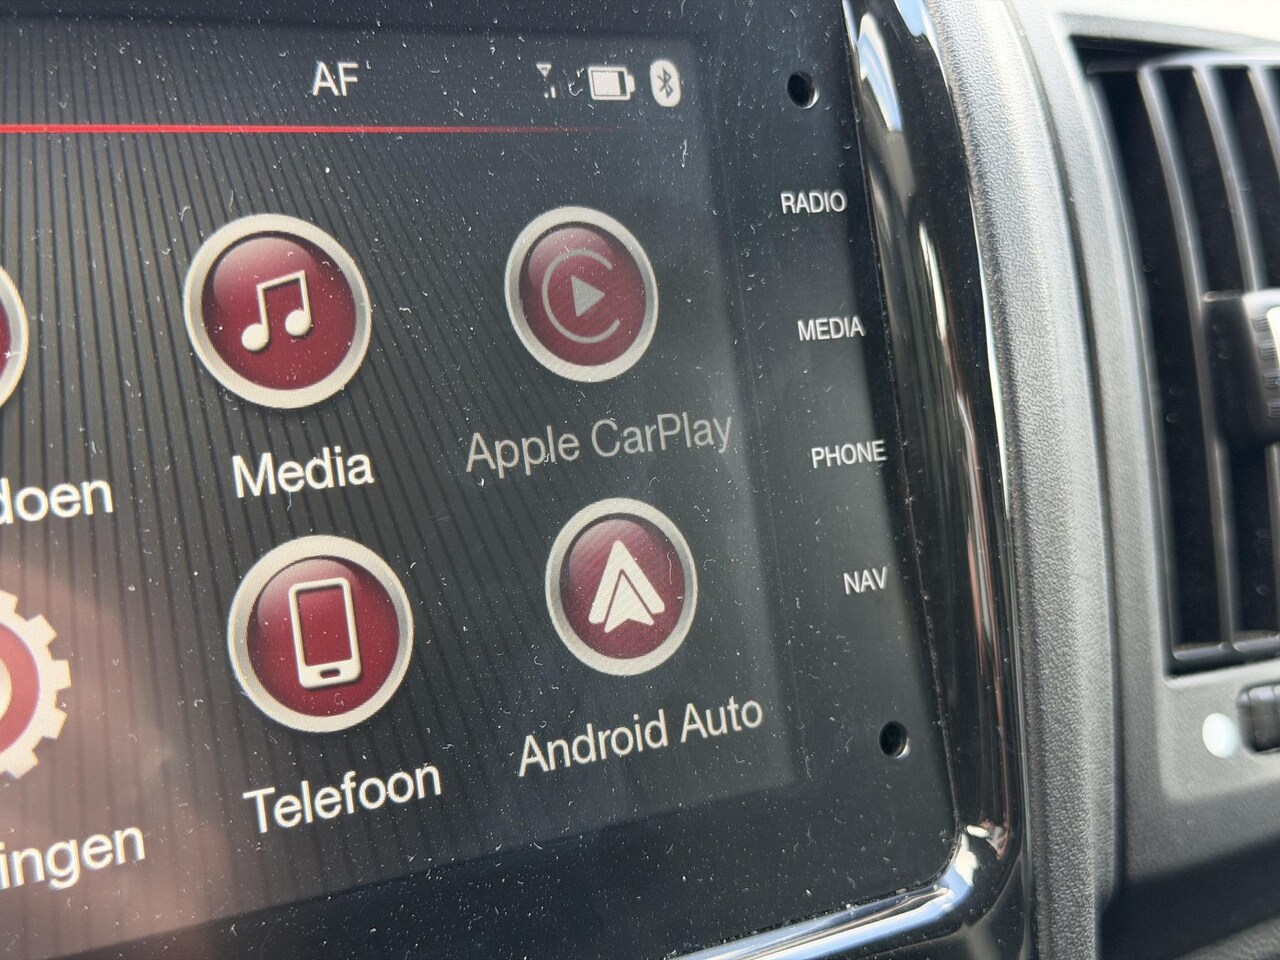 AF
RADIO
MEDIA
PHONE
NAV
doen
Media
Apple CarPlay
ingen
Telefoon
Android Auto